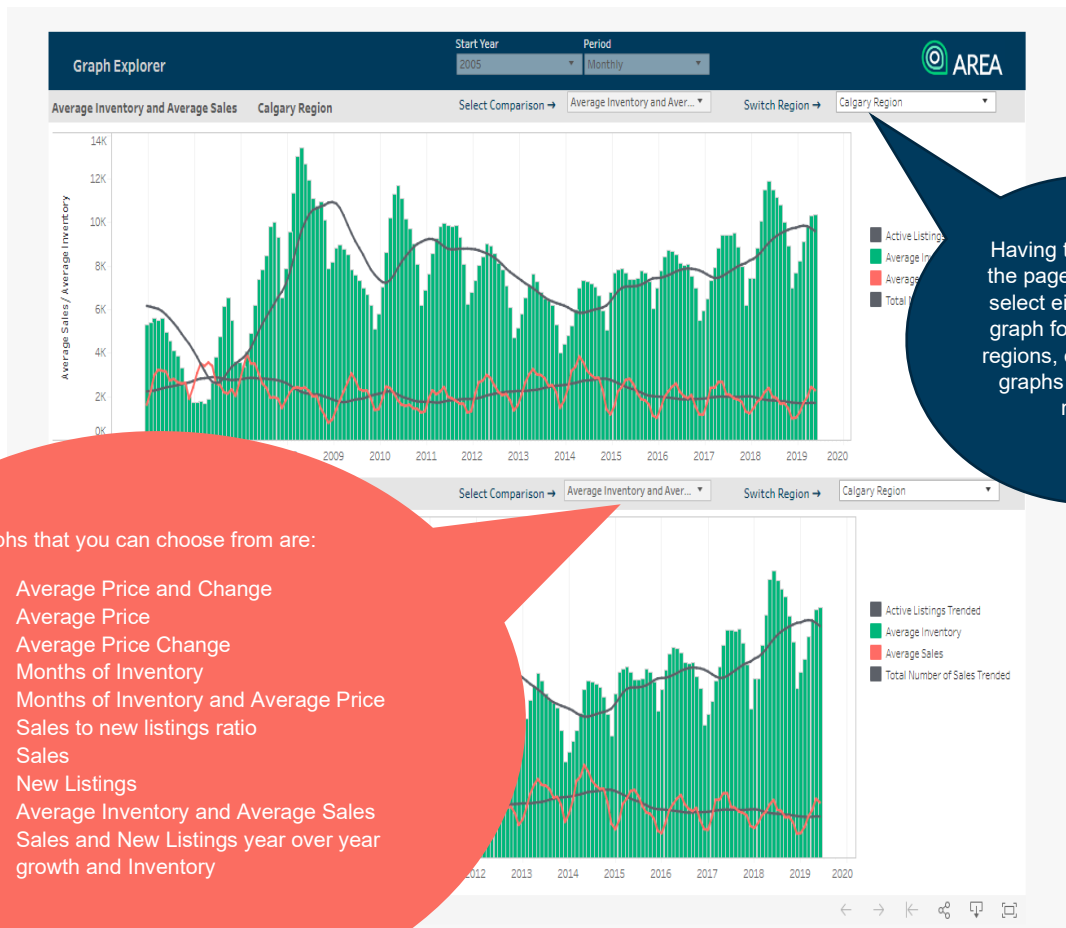 Start Year
Period
Graph Explorer
2005
Monthly
AREA
Average Inventory and Average Sales
Calgary Region
Select Comparison →
Average Inventory and Aver...
Switch Region →
Calgary Region
14K
12K
10K
8K
6K
4K
2K
0K
Average Sales / Average Inventory
2009 2010 2011 2012 2013 2014 2015 2016 2017 2018 2019 2020
Active Listings
Average
Average
Total
Having
the page
select
graph
regions,
graphs
Select Comparison →
Average Inventory and Aver...
Switch Region →
Calgary Region
that you can choose from are:
Average Price and Change
Average Price
Average Price Change
Months of Inventory
Months of Inventory and Average Price
Sales to new listings ratio
Sales
New Listings
Average Inventory and Average Sales
Sales and New Listings year over year
growth and Inventory
Active Listings Trended
Average Inventory
Average Sales
Total Number of Sales Trended
2012 2013 2014 2015 2016 2017 2018 2019 2020